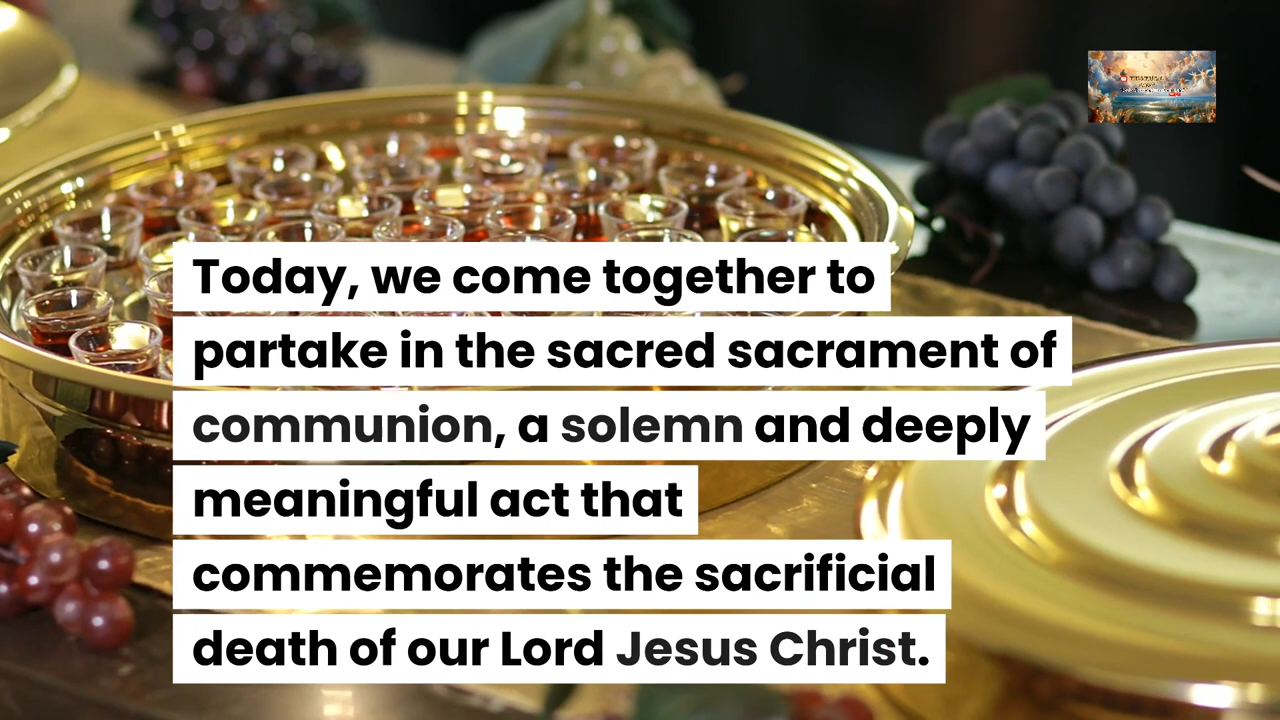 Today, we come together to
partake in the sacred sacrament of
communion, a solemn and deeply
meaningful act that
commemorates the sacrificial
death of our Lord Jesus Christ.